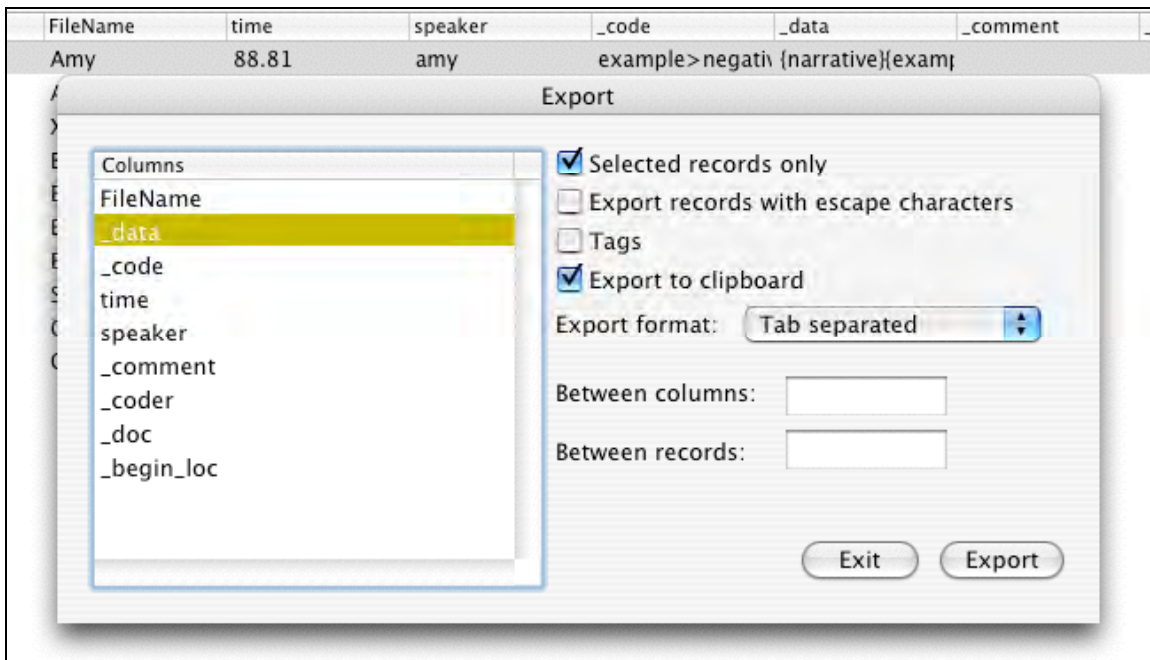 FileName time speaker _code _data _comment
Amy 88.81 amy example>negativ {narrative}{examp
Export
Columns
FileName
_data
_code
time
speaker
_comment
_coder
_doc
_begin_loc
Selected records only
Export records with escape characters
Tags
Export to clipboard
Export format: Tab separated
Between columns:
Between records:
Exit Export